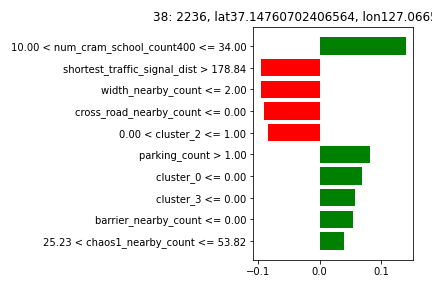 38: 2236, lat37.14760702406564, lon127.0665
10.00 < num_cram_school_count400 <= 34.00
shortest_traffic_signal_dist > 178.84
width_nearby_count <= 2.00
cross_road_nearby_count <= 0.00
0.00 < cluster_2 <= 1.00
parking_count > 1.00
cluster_0 <= 0.00
cluster_3 <= 0.00
barrier_nearby_count <= 0.00
25.23 < chaos1_nearby_count <= 53.82
-0.1 0.0 0.1